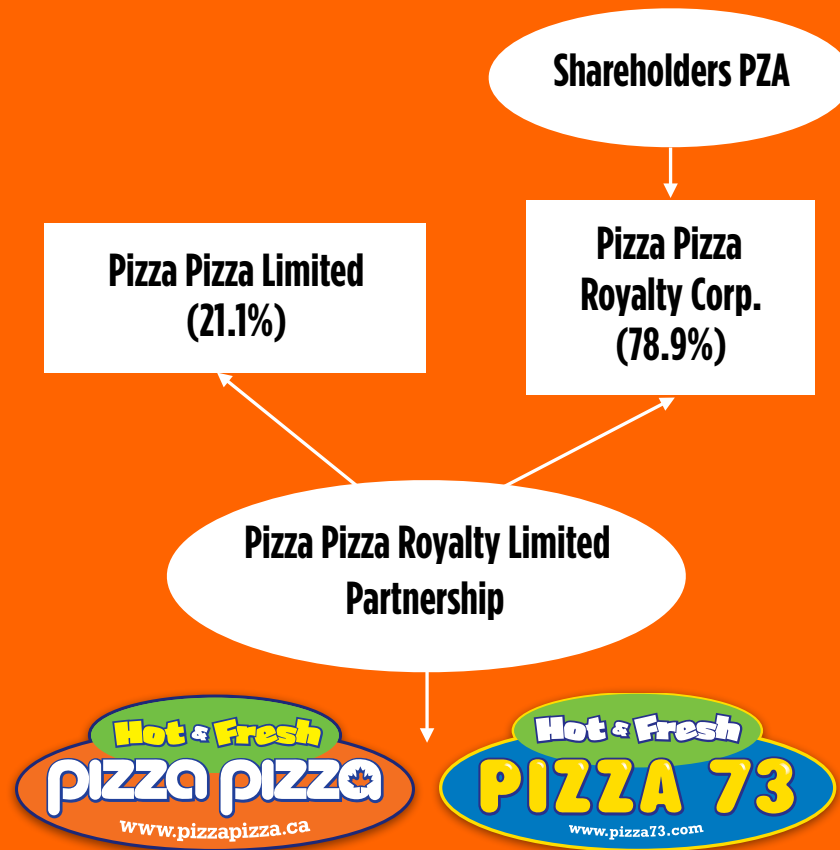 Shareholders PZA
Pizza Pizza Limited
(21.1%)
Pizza Pizza
Royalty Corp.
(78.9%)
Pizza Pizza Royalty Limited
Partnership
Hot & Fresh
pizza pizza
www.pizzapizza.ca
Hot & Fresh
PIZZA 73
www.pizza73.com